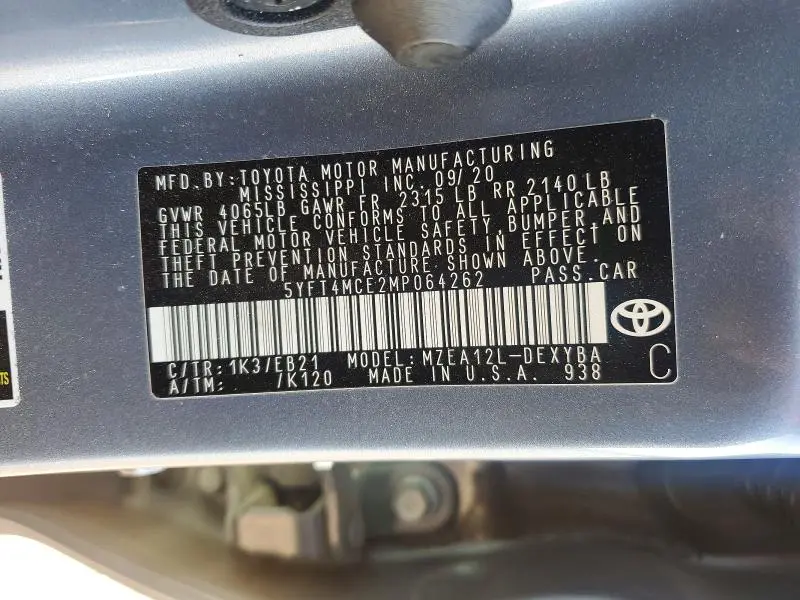 MFD. BY: TOYOTA MOTOR MANUFACTURING
MISSISSIPPI INC. 09/20
GVWR 4065LB GAWR FR. 2315 LB RR 2140 LB
THIS VEHICLE CONFORMS TO ALL APPLICABLE
FEDERAL MOTOR VEHICLE SAFETY, BUMPER, AND
THEFT PREVENTION STANDARDS IN EFFECT ON
THE DATE OF MANUFACTURE SHOWN ABOVE.
5YFT4MCE2MP064262 PASS. CAR
C/TR: 1K3/EB21 MODEL: MZEA12L-DEXYBA
A/TM: /K120 MADE IN U.S.A. 938 C